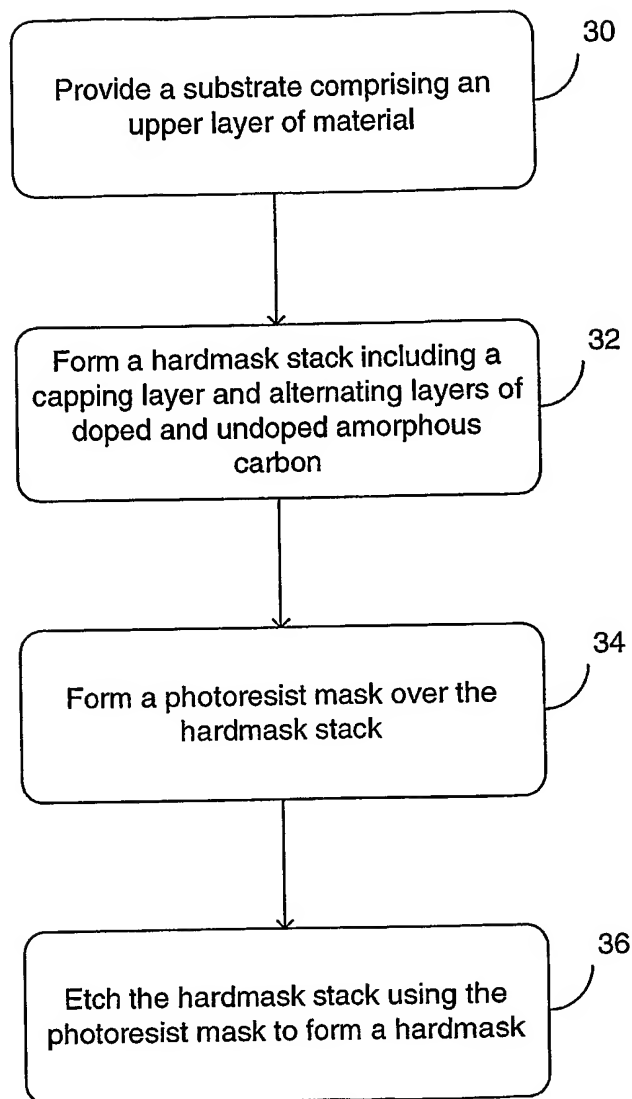 30
Provide a substrate comprising an
upper layer of material
32
Form a hardmask stack including a
capping layer and alternating layers of
doped and undoped amorphous
carbon
34
Form a photoresist mask over the
hardmask stack
36
Etch the hardmask stack using the
photoresist mask to form a hardmask